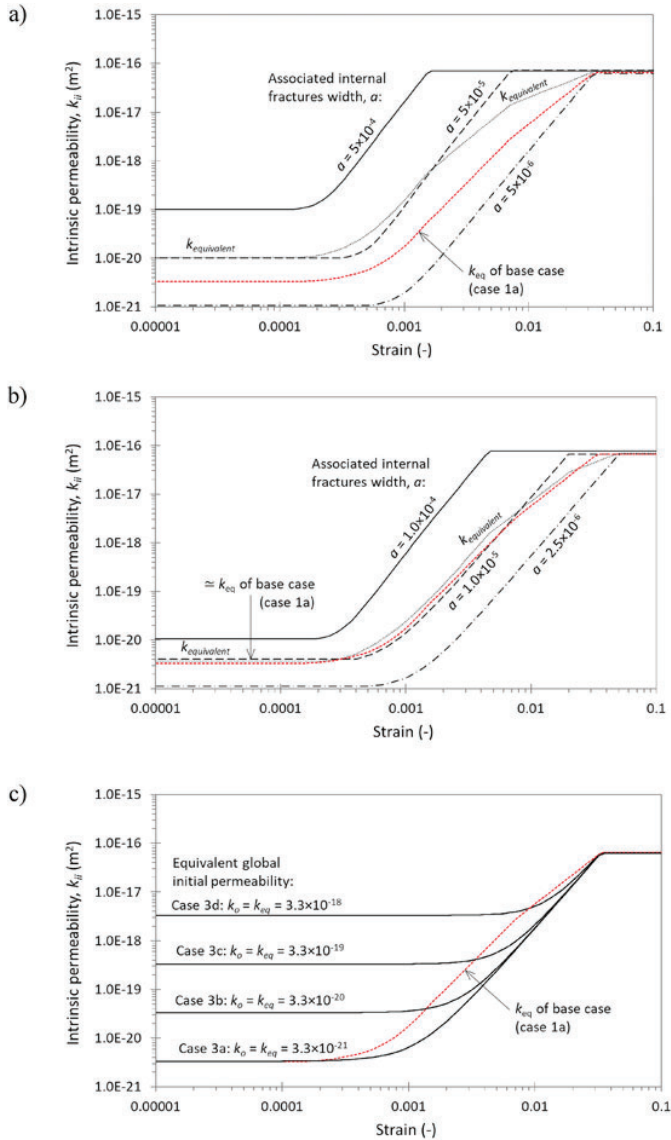 a)
Intrinsic permeability, kii (m²)
1.0E-15
1.0E-16
1.0E-17
1.0E-18
1.0E-19
1.0E-20
1.0E-21
Associated internal
fractures width, a:
a = 5×10⁻⁴
a = 5×10⁻⁵
kequivalent
a = 5×10⁻⁶
kequivalent
keq of base case
(case 1a)
0.00001
0.0001
0.001
0.01
0.1
Strain (-)
b)
Intrinsic permeability, kii (m²)
1.0E-15
1.0E-16
1.0E-17
1.0E-18
1.0E-19
1.0E-20
1.0E-21
Associated internal
fractures width, a:
a = 1.0×10⁻⁴
kequivalent
a = 1.0×10⁻⁵
a = 2.5×10⁻⁶
≃ keq of base case
(case 1a)
kequivalent
0.00001
0.0001
0.001
0.01
0.1
Strain (-)
c)
Intrinsic permeability, kii (m²)
1.0E-15
1.0E-16
1.0E-17
1.0E-18
1.0E-19
1.0E-20
1.0E-21
Equivalent global
initial permeability:
Case 3d: ko = keq = 3.3×10⁻¹⁸
Case 3c: ko = keq = 3.3×10⁻¹⁹
Case 3b: ko = keq = 3.3×10⁻²⁰
Case 3a: ko = keq = 3.3×10⁻²¹
keq of base case
(case 1a)
0.00001
0.0001
0.001
0.01
0.1
Strain (-)